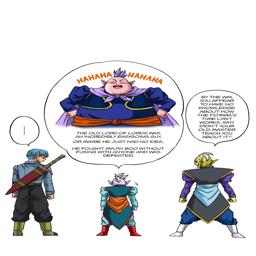 HAHAHA
HAHAHA
...
THE OLD LORD OF LORDS WAS
AN INCREDIBLY EASYGOING GUY.
OR MAYBE HE JUST HAD NO IDEA.
HE FOUGHT MAJIN BOO WITHOUT
FUSING WITH ANYONE AND WAS
DEFEATED.
BY THE WAY,
YOU APPEAR
TO HAVE NO
KNOWLEDGE
ABOUT HOW
THE POTARA'S
TIME LIMIT
WORKS. WHY
DIDN'T YOUR
OLD MASTER
TEACH YOU
ABOUT IT?